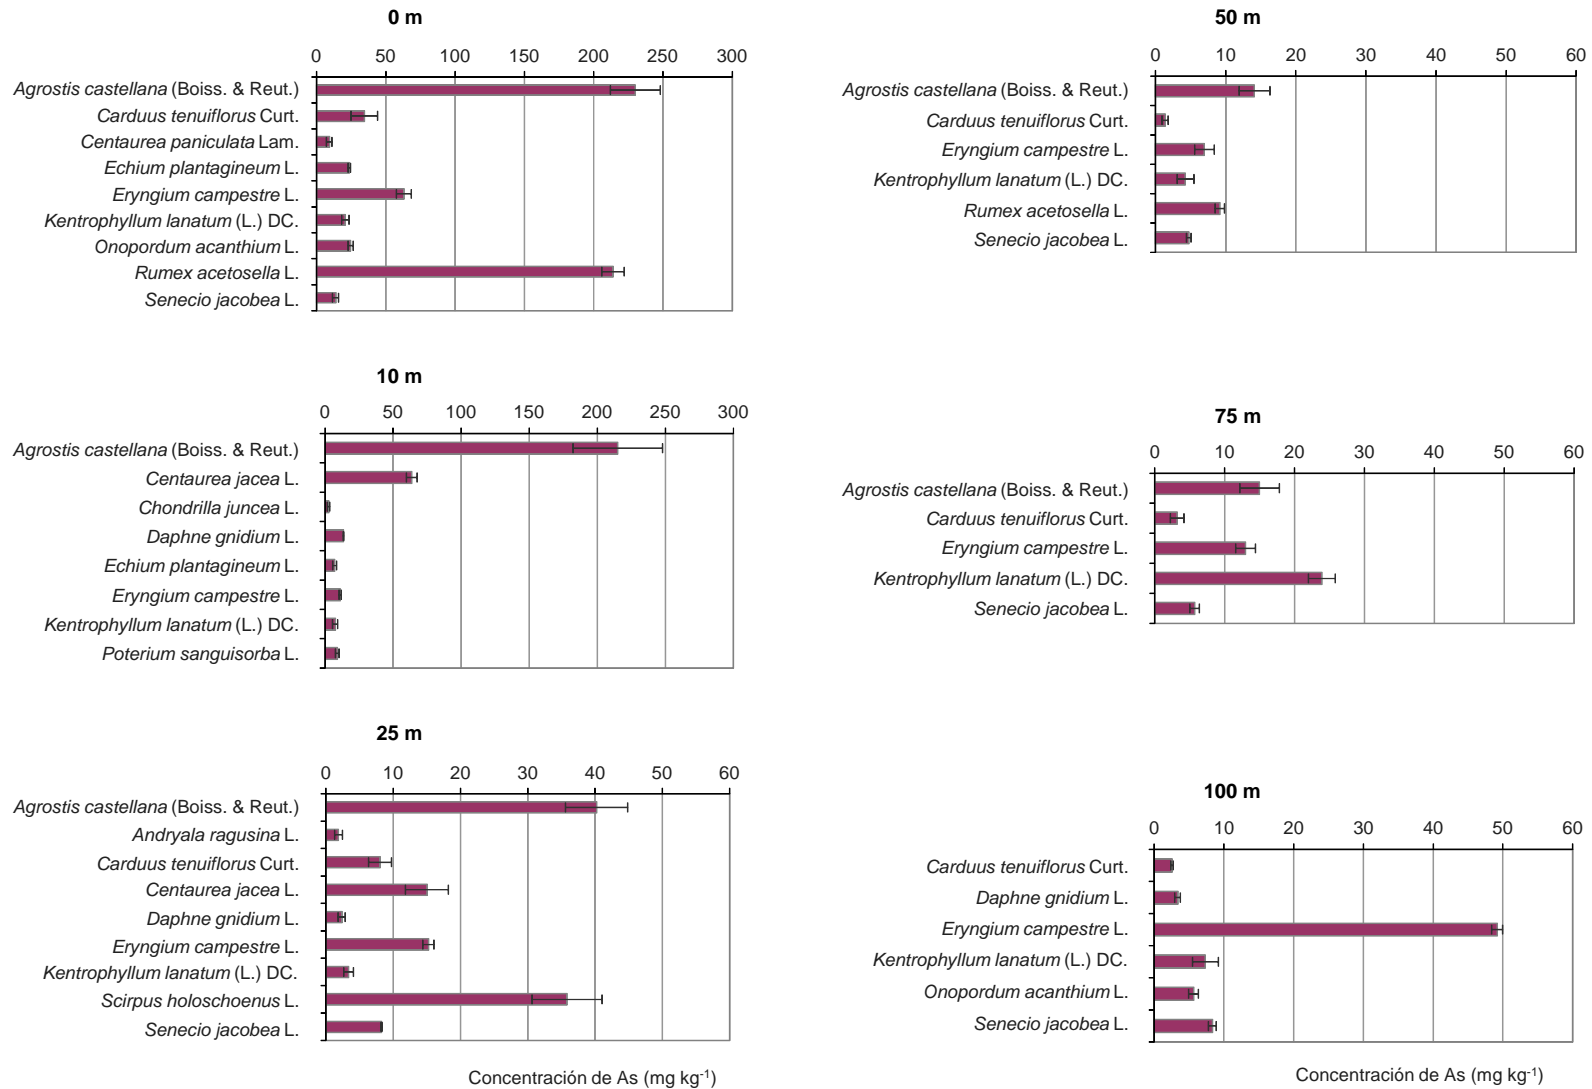 0 m
0 50 100 150 200 250 300
Agrostis castellana (Boiss. & Reut.)
Carduus tenuiflorus Curt.
Centaurea paniculata Lam.
Echium plantagineum L.
Eryngium campestre L.
Kentrophyllum lanatum (L.) DC.
Onopordum acanthium L.
Rumex acetosella L.
Senecio jacobea L.
10 m
0 50 100 150 200 250 300
Agrostis castellana (Boiss. & Reut.)
Centaurea jacea L.
Chondrilla juncea L.
Daphne gnidium L.
Echium plantagineum L.
Eryngium campestre L.
Kentrophyllum lanatum (L.) DC.
Poterium sanguisorba L.
25 m
0 10 20 30 40 50 60
Agrostis castellana (Boiss. & Reut.)
Andryala ragusina L.
Carduus tenuiflorus Curt.
Centaurea jacea L.
Daphne gnidium L.
Eryngium campestre L.
Kentrophyllum lanatum (L.) DC.
Scirpus holoschoenus L.
Senecio jacobea L.
Concentración de As (mg kg-1)
50 m
0 10 20 30 40 50 60
Agrostis castellana (Boiss. & Reut.)
Carduus tenuiflorus Curt.
Eryngium campestre L.
Kentrophyllum lanatum (L.) DC.
Rumex acetosella L.
Senecio jacobea L.
75 m
0 10 20 30 40 50 60
Agrostis castellana (Boiss. & Reut.)
Carduus tenuiflorus Curt.
Eryngium campestre L.
Kentrophyllum lanatum (L.) DC.
Senecio jacobea L.
100 m
0 10 20 30 40 50 60
Carduus tenuiflorus Curt.
Daphne gnidium L.
Eryngium campestre L.
Kentrophyllum lanatum (L.) DC.
Onopordum acanthium L.
Senecio jacobea L.
Concentración de As (mg kg-1)